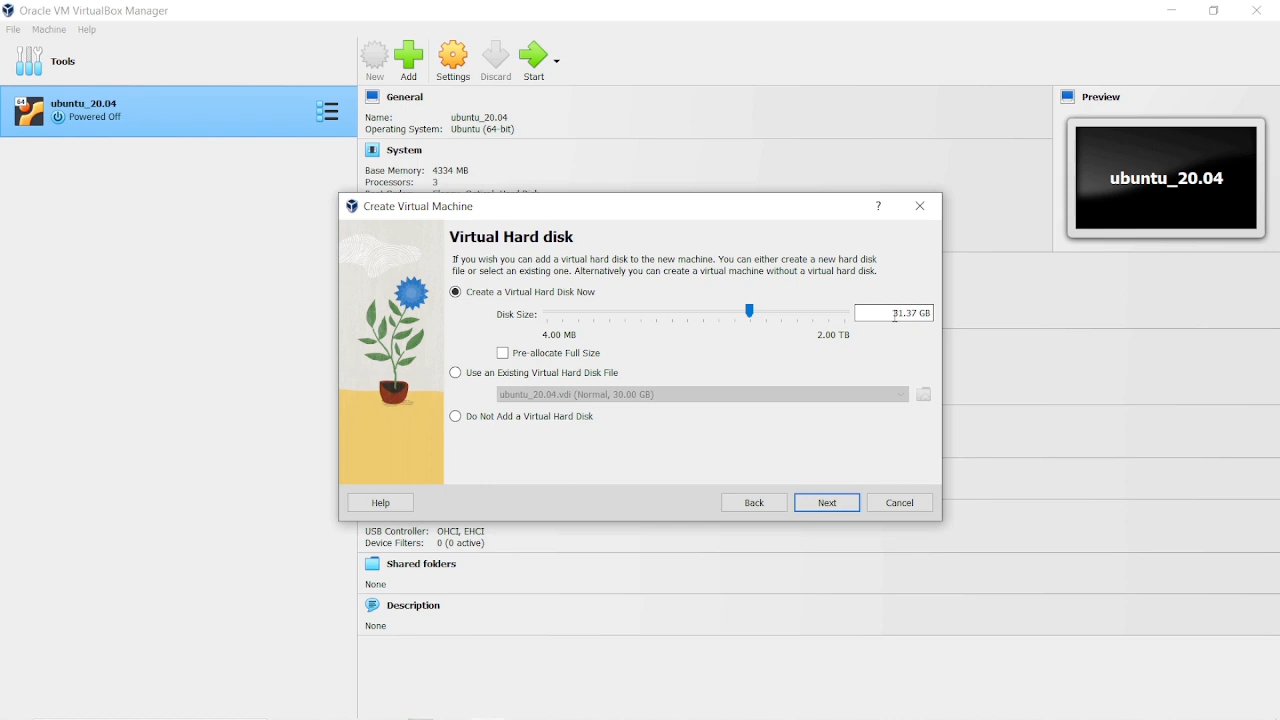 Oracle VM VirtualBox Manager
File Machine Help
Tools
New Add Settings Discard Start
64 ubuntu_20.04
Powered Off
General
Name: ubuntu_20.04
Operating System: Ubuntu (64-bit)
System
Base Memory: 4334 MB
Processors: 3
Preview
ubuntu_20.04
Create Virtual Machine ?
Virtual Hard disk
If you wish you can add a virtual hard disk to the new machine. You can either create a new hard disk
file or select an existing one. Alternatively you can create a virtual machine without a virtual hard disk.
Create a Virtual Hard Disk Now
Disk Size: 31.37 GB
4.00 MB 2.00 TB
Pre-allocate Full Size
Use an Existing Virtual Hard Disk File
ubuntu_20.04.vdi (Normal, 30.00 GB)
Do Not Add a Virtual Hard Disk
Help Back Next Cancel
USB Controller: OHCI, EHCI
Device Filters: 0 (0 active)
Shared folders
None
Description
None